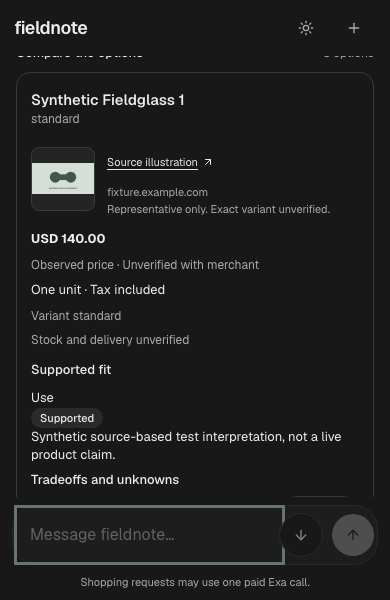 fieldnote
Compare the options
Synthetic Fieldglass 1
standard
Source illustration
fixture.example.com
Representative only. Exact variant unverified.
USD 140.00
Observed price · Unverified with merchant
One unit · Tax included
Variant standard
Stock and delivery unverified
Supported fit
Use
Supported
Synthetic source-based test interpretation, not a live
product claim.
Tradeoffs and unknowns
Message fieldnote...
Shopping requests may use one paid Exa call.